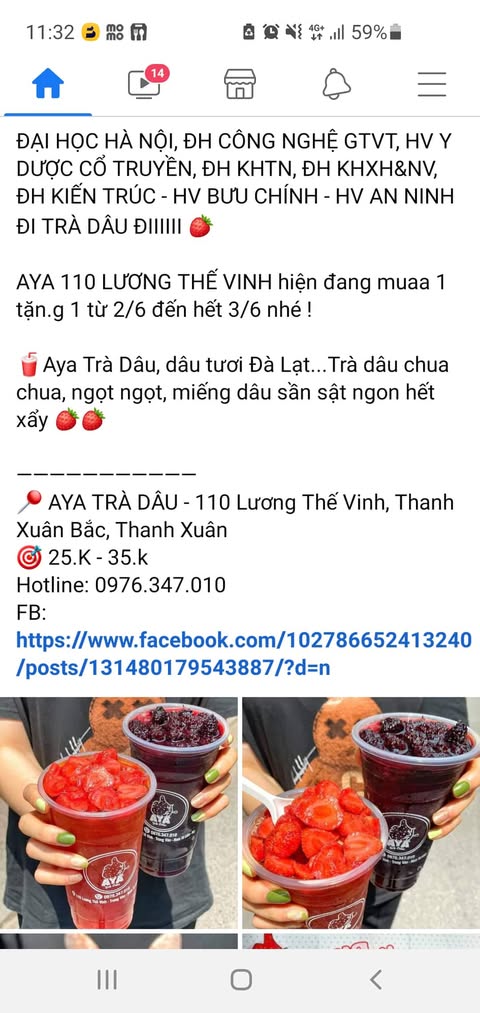 11:32
4G+
59%
14
ĐẠI HỌC HÀ NỘI, ĐH CÔNG NGHỆ GTVT, HV Y
DƯỢC CỔ TRUYỀN, ĐH KHTN, ĐH KHXH&NV,
ĐH KIẾN TRÚC - HV BƯU CHÍNH - HV AN NINH
ĐI TRÀ DÂU ĐIIIIII 🍓
AYA 110 LƯƠNG THẾ VINH hiện đang muaa 1
tặn.g 1 từ 2/6 đến hết 3/6 nhé !
🥤Aya Trà Dâu, dâu tươi Đà Lạt...Trà dâu chua
chua, ngọt ngọt, miếng dâu sần sật ngon hết
xẩy 🍓🍓
———————————
📍 AYA TRÀ DÂU - 110 Lương Thế Vinh, Thanh
Xuân Bắc, Thanh Xuân
🎯 25.K - 35.k
Hotline: 0976.347.010
FB:
https://www.facebook.com/102786652413240
/posts/131480179543887/?d=n
AYA
0976.347.010
AYA
AYA